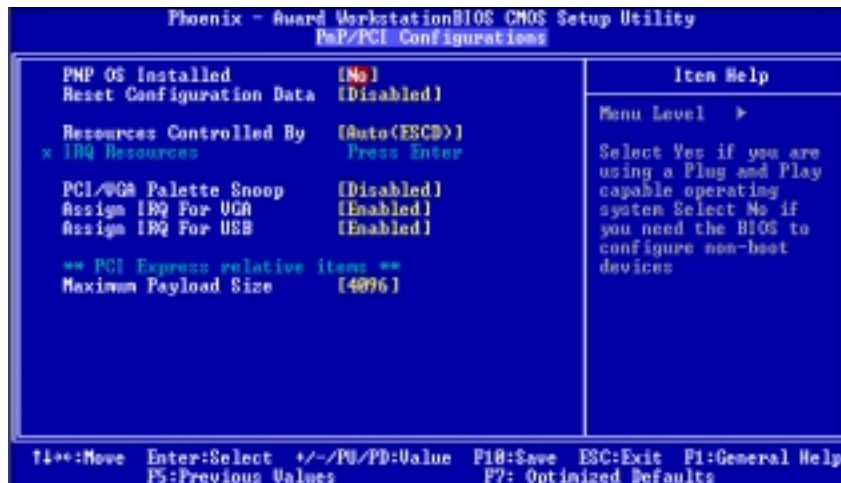 Phoenix - Award WorkstationBIOS CMOS Setup Utility
PnP/PCI Configurations
PNP OS Installed [No]
Reset Configuration Data [Disabled]
Resources Controlled By [Auto(ESCD)]
x IRQ Resources Press Enter
PCI/VGA Palette Snoop [Disabled]
Assign IRQ For VGA [Enabled]
Assign IRQ For USB [Enabled]
** PCI Express relative items **
Maximum Payload Size [4096]
Item Help
Menu Level ▶
Select Yes if you are
using a Plug and Play
capable operating
system Select No if
you need the BIOS to
configure non-boot
devices
↑↓→←:Move Enter:Select +/-/PU/PD:Value F10:Save ESC:Exit F1:General Help
F5:Previous Values F7: Optimized Defaults